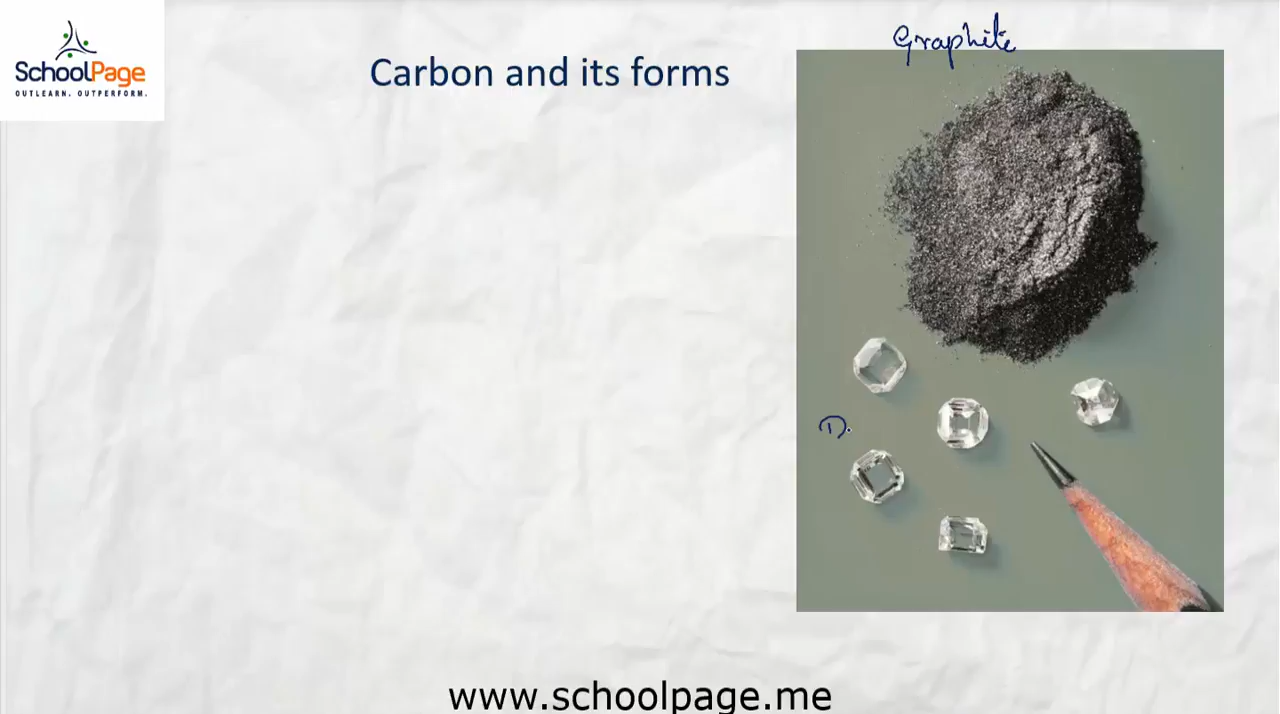 SchoolPage
OUTLEARN. OUTPERFORM.
Carbon and its forms
Graphite
D.
www.schoolpage.me